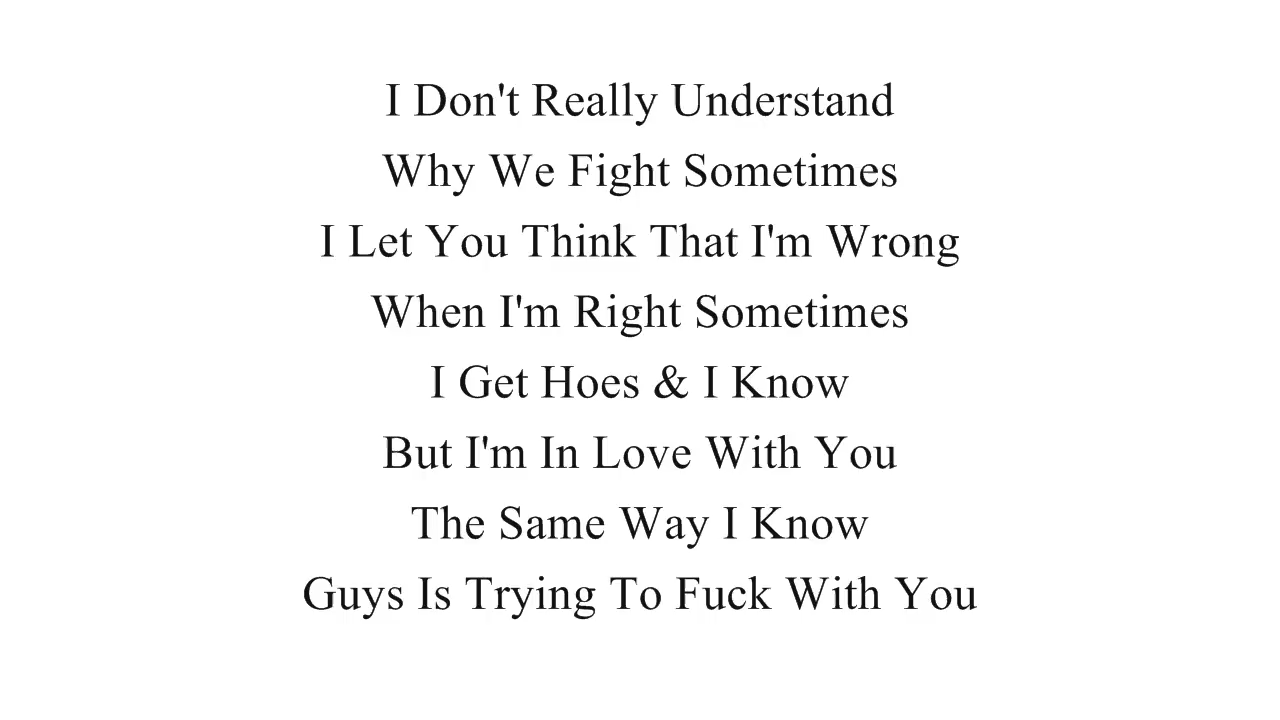 I Don't Really Understand
Why We Fight Sometimes
I Let You Think That I'm Wrong
When I'm Right Sometimes
I Get Hoes & I Know
But I'm In Love With You
The Same Way I Know
Guys Is Trying To Fuck With You